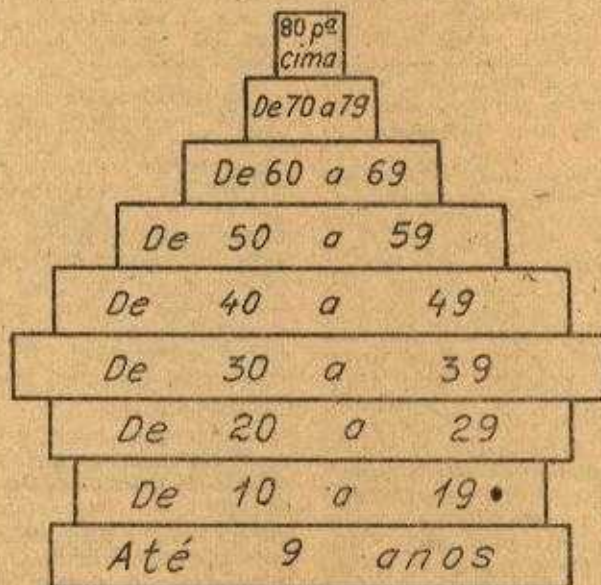 80 pª
cima
De 70 a 79
De 60 a 69
De 50 a 59
De 40 a 49
De 30 a 39
De 20 a 29
De 10 a 19
Até 9 anos